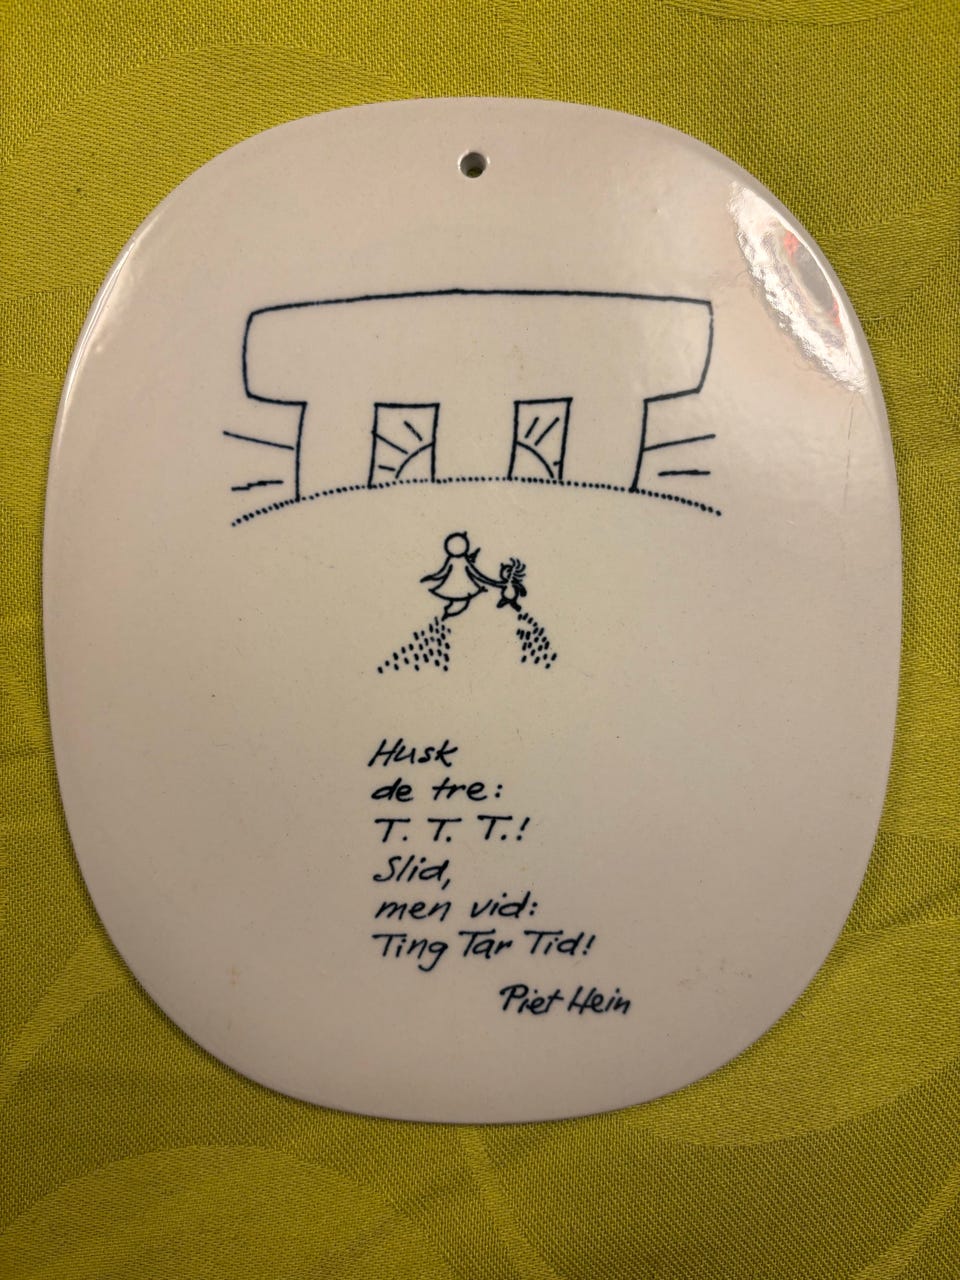 Husk
de tre:
T. T. T.!
Slid,
men vid:
Ting Tar Tid!
Piet Hein